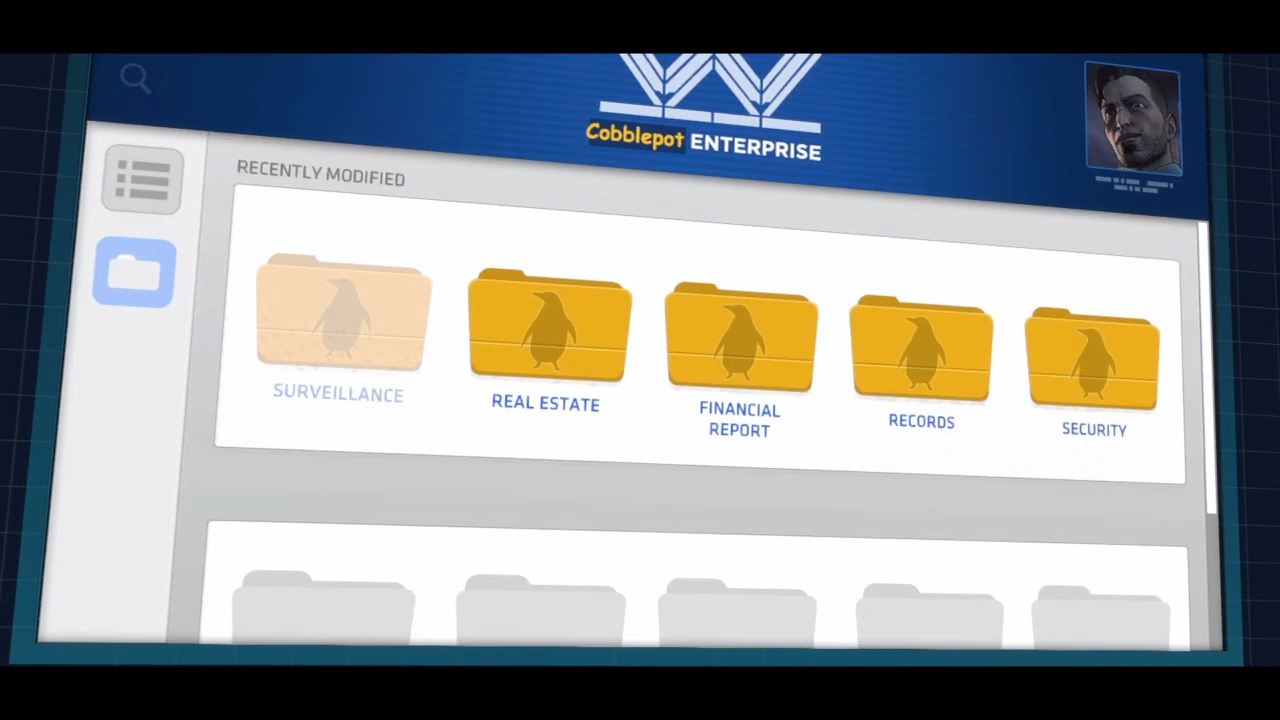 Cobblepot ENTERPRISE
RECENTLY MODIFIED
SURVEILLANCE
REAL ESTATE
FINANCIAL
REPORT
RECORDS
SECURITY